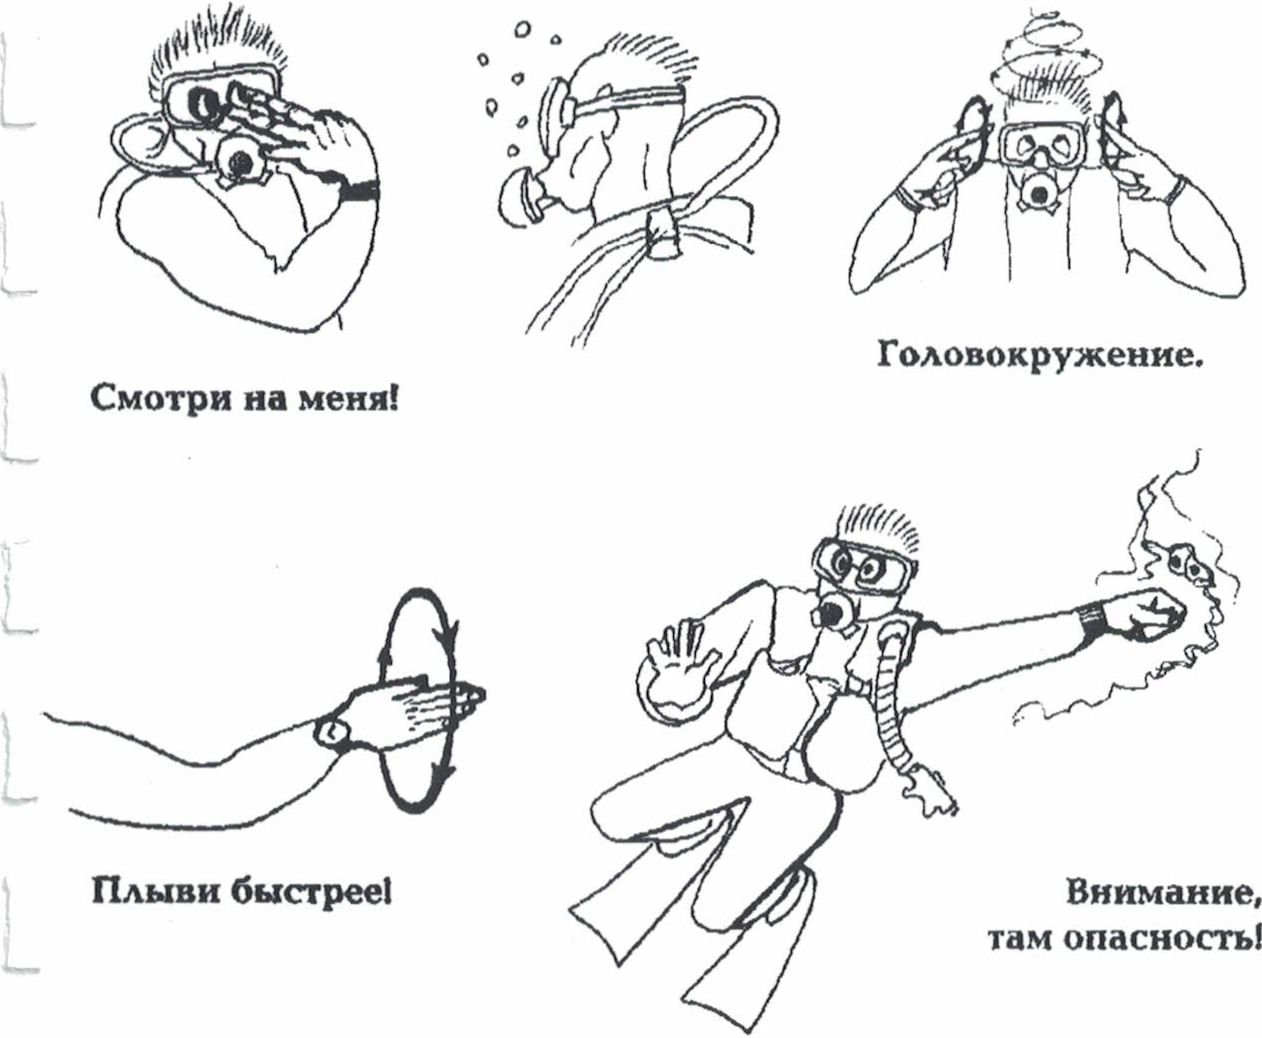 Головокружение.
Смотри на меня!
Плыви быстрее!
Внимание,
там опасность!